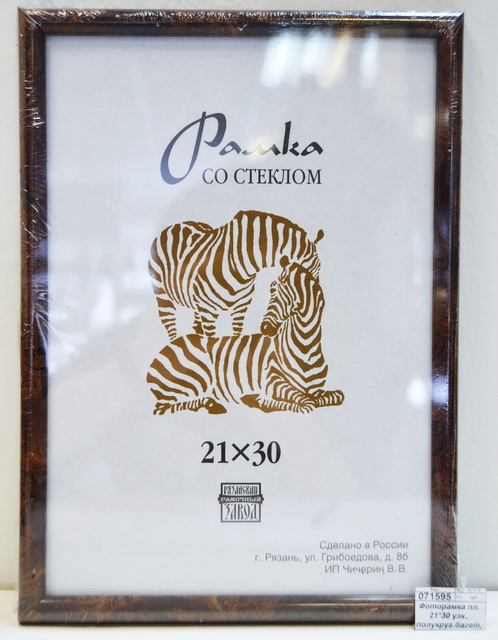 Рамка
СО СТЕКЛОМ
21×30
РЯЗАНСКИЙ
РАМОЧНЫЙ
ЗАВОД
Сделано в России
г. Рязань, ул. Грибоедова, д. 8б
ИП Чичерин В. В.
071595
Фоторамка пл.
21*30 узк.,
полукруг.багет,